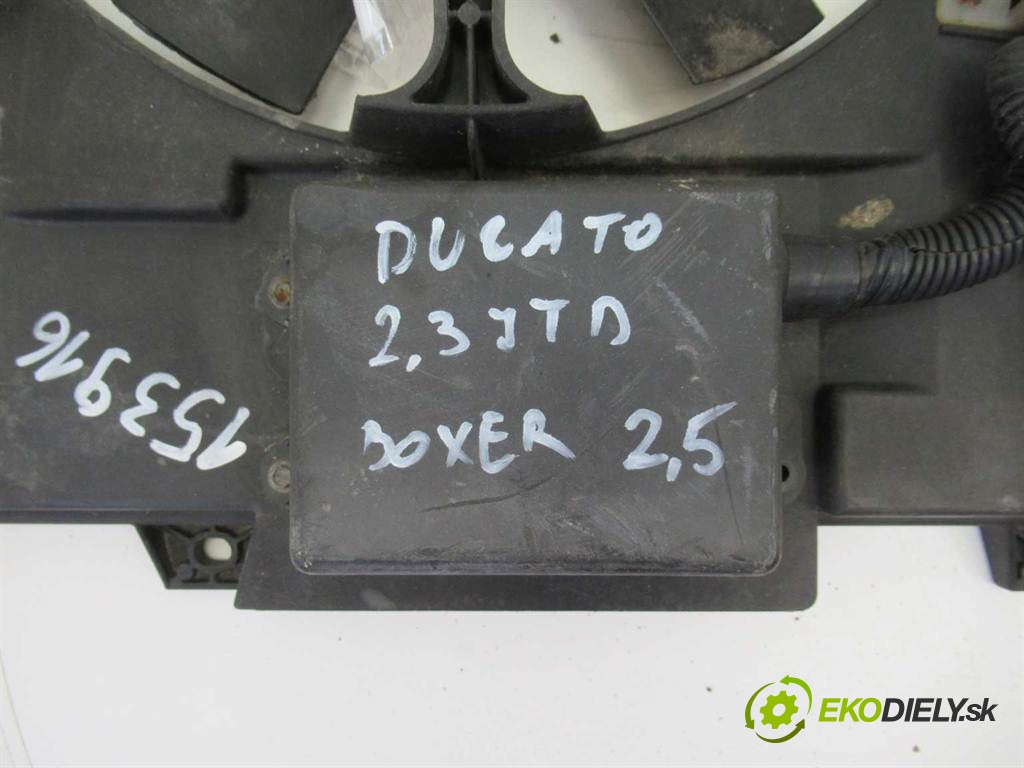 DUCATO
2,3 JTD
BOXER 2,5
153916
EKODIELY.sk